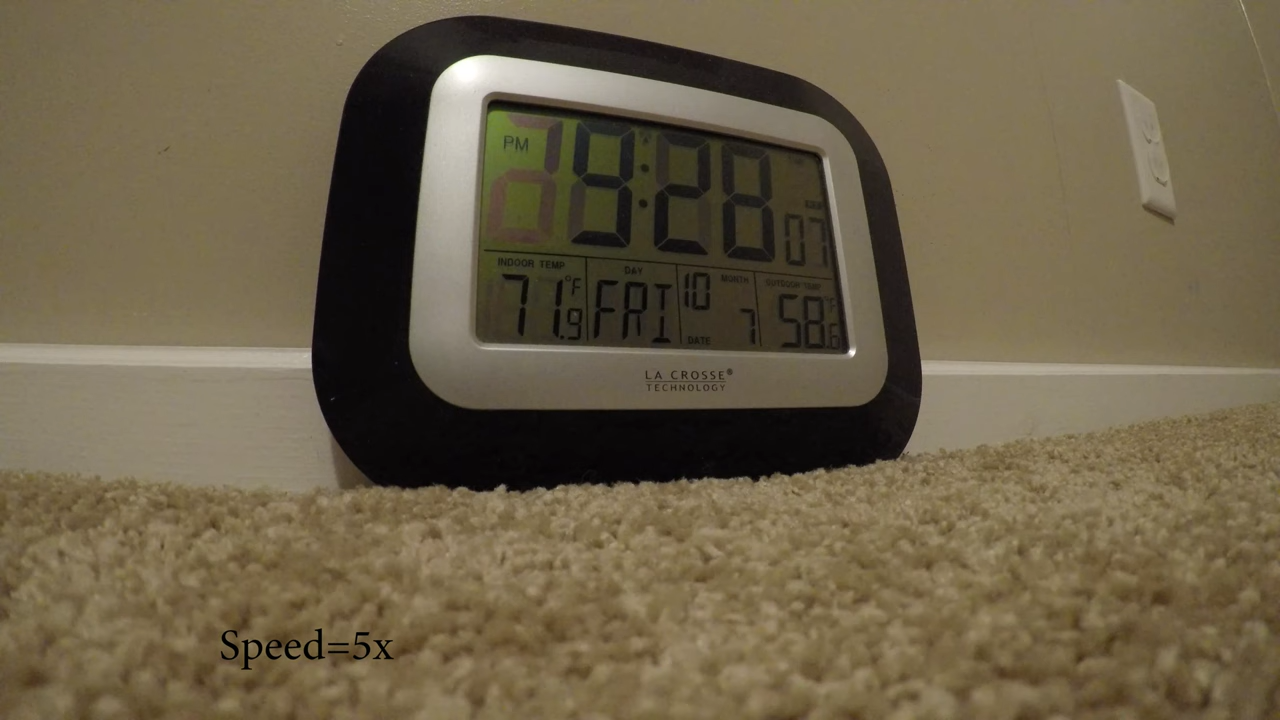 PM 9:28 07
INDOOR TEMP
71.9 °F
DAY
FRI
MONTH
10
DATE
7
OUTDOOR TEMP
58.6 °F
LA CROSSE®
TECHNOLOGY
Speed=5x